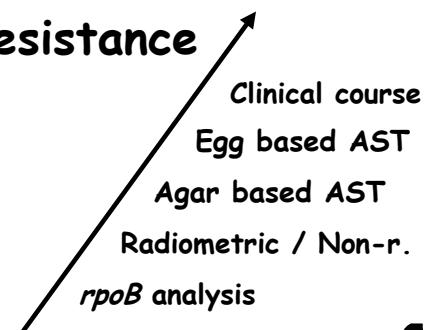 esistance
Clinical course
Egg based AST
Agar based AST
Radiometric / Non-r.
rpoB analysis